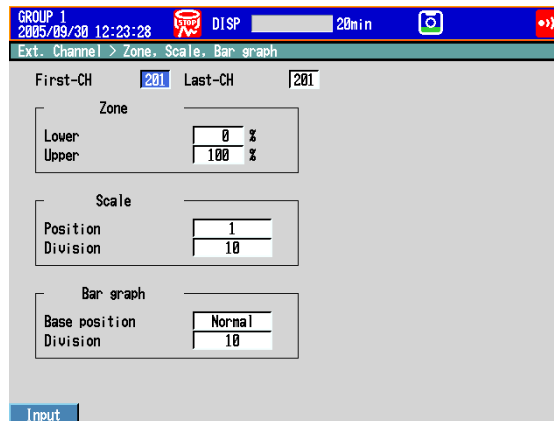 GROUP 1
2005/09/30 12:23:28 STOP DISP 20min
Ext. Channel > Zone, Scale, Bar graph
First-CH 201 Last-CH 201
Zone
Lower 0 %
Upper 100 %
Scale
Position 1
Division 10
Bar graph
Base position Normal
Division 10
Input